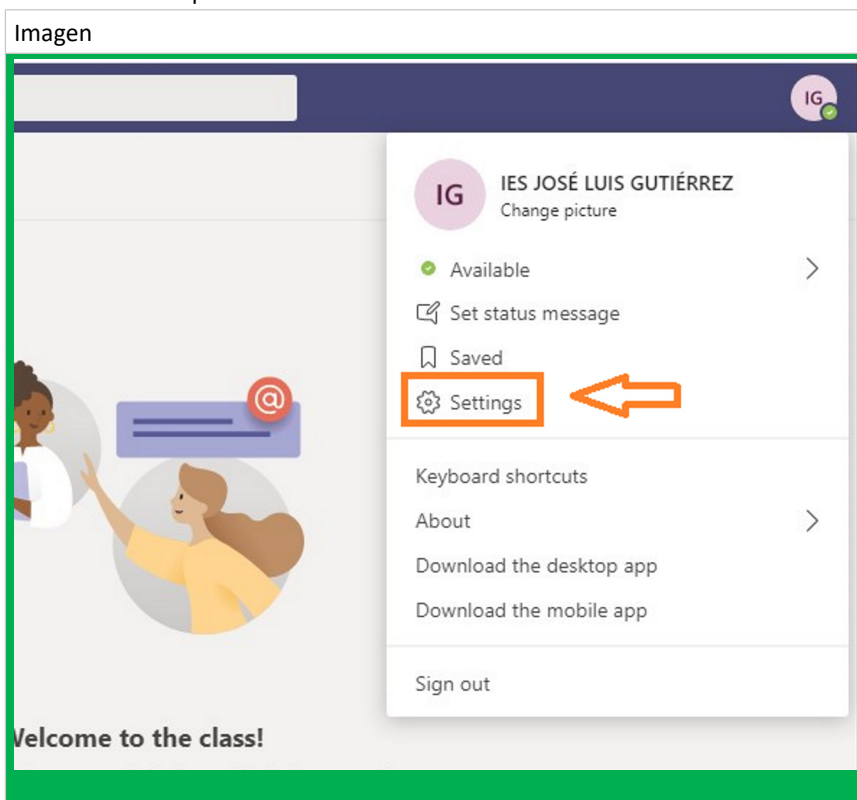 Imagen
IG
IG
IES JOSÉ LUIS GUTIÉRREZ
Change picture
Available
Set status message
Saved
@
Settings
Keyboard shortcuts
About
Download the desktop app
Download the mobile app
Sign out
Welcome to the class!